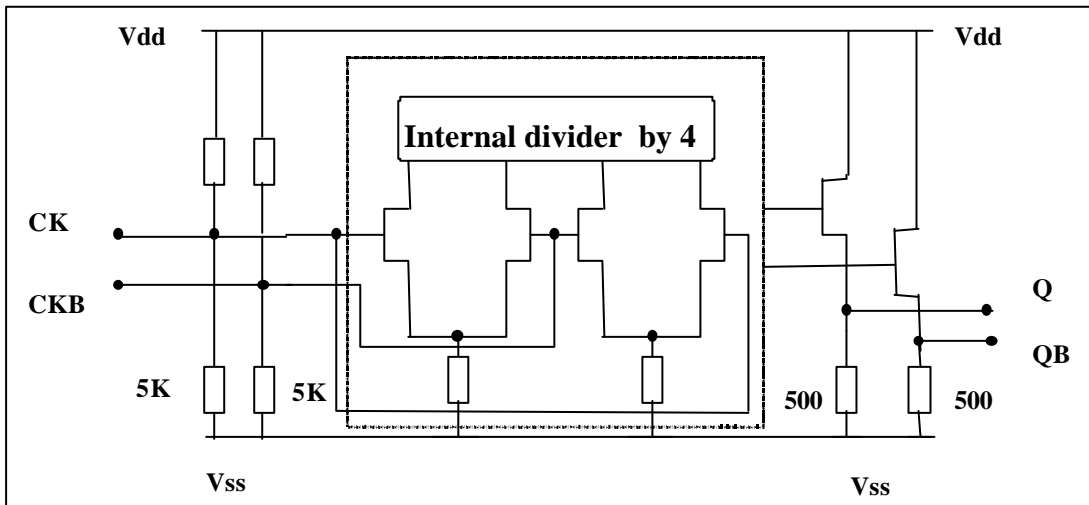 Vdd
Vdd
Internal divider by 4
CK
CKB
Q
QB
5K
5K
500
500
Vss
Vss